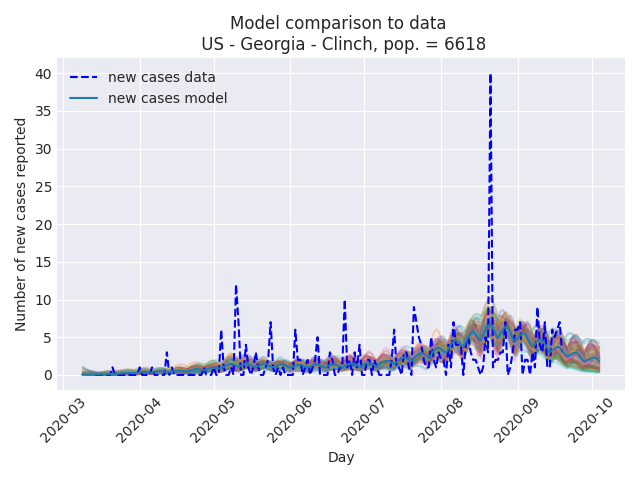 Model comparison to data
US - Georgia - Clinch, pop. = 6618
new cases data
new cases model
Number of new cases reported
40
35
30
25
20
15
10
5
0
2020-03
2020-04
2020-05
2020-06
2020-07
2020-08
2020-09
2020-10
Day